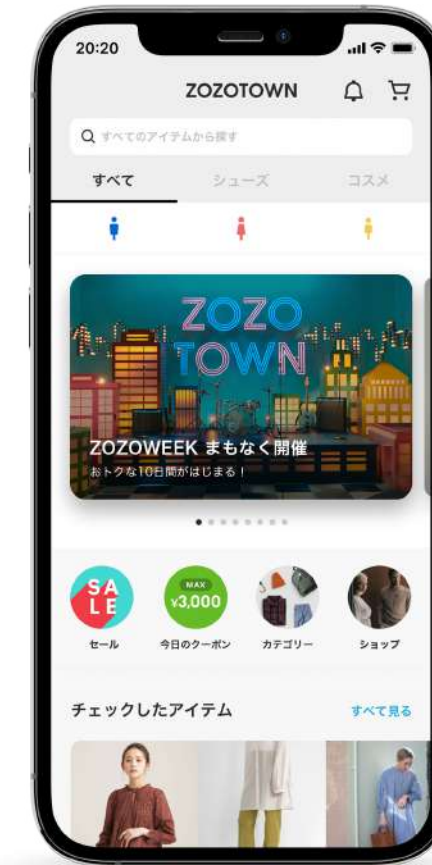 20:20
ZOZOTOWN
すべてのアイテムから探す
すべて
シューズ
コスメ
ZOZO
TOWN
ZOZOWEEK まもなく開催
おトクな10日間がはじまる！
SA
LE
MAX
¥3,000
セール
今日のクーポン
カテゴリー
ショップ
チェックしたアイテム
すべて見る